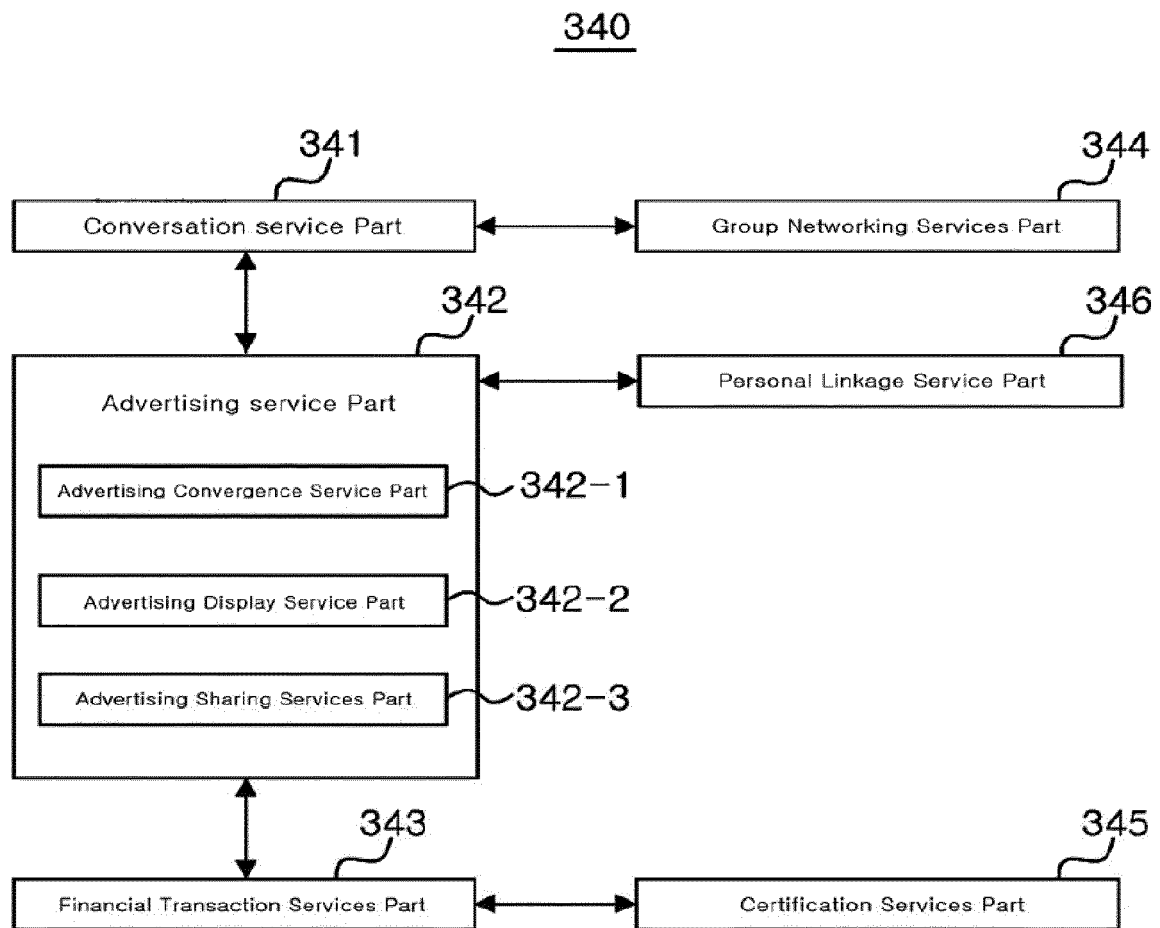 340
341
344
Conversation service Part
Group Networking Services Part
342
346
Advertising service Part
Personal Linkage Service Part
Advertising Convergence Service Part
342-1
Advertising Display Service Part
342-2
Advertising Sharing Services Part
342-3
343
345
Financial Transaction Services Part
Certification Services Part